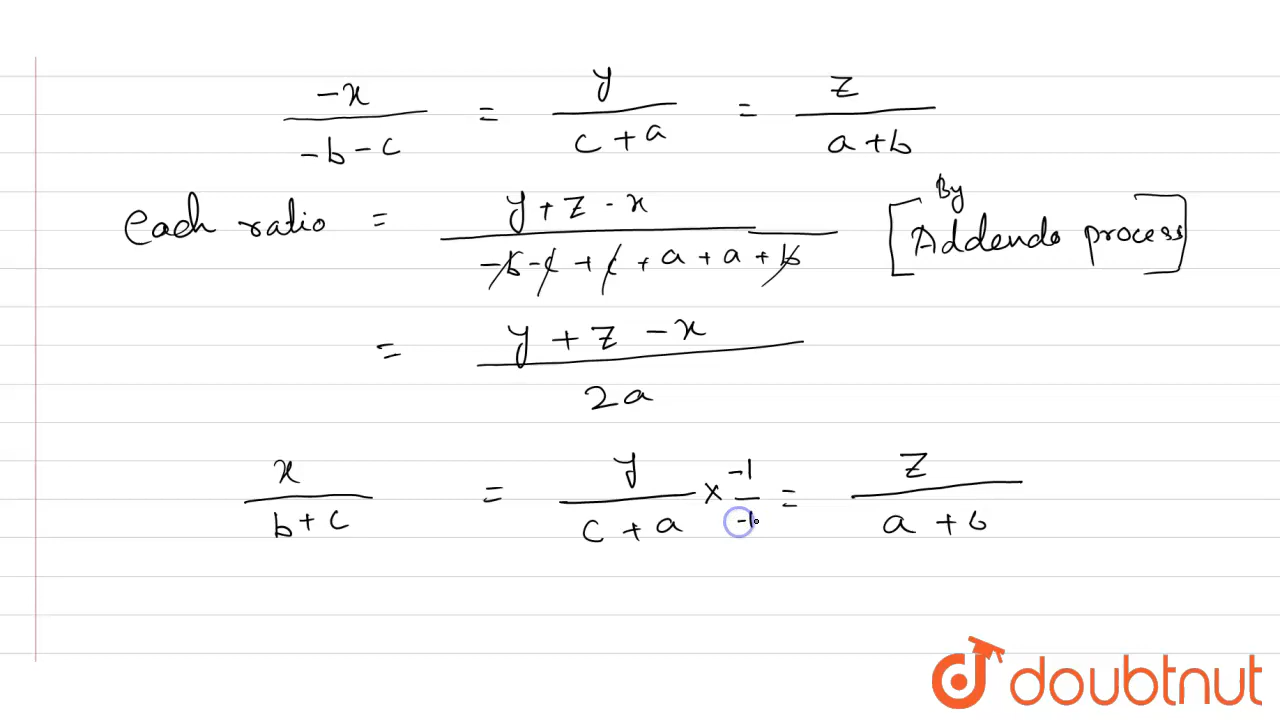 -x / -b-c = y / c+a = z / a+b
Each ratio = y+z-x / -b-c+c+a+a+b [By Addendo process]
= y+z-x / 2a
x / b+c = y / c+a × -1 / -1 = z / a+b
doubtnut